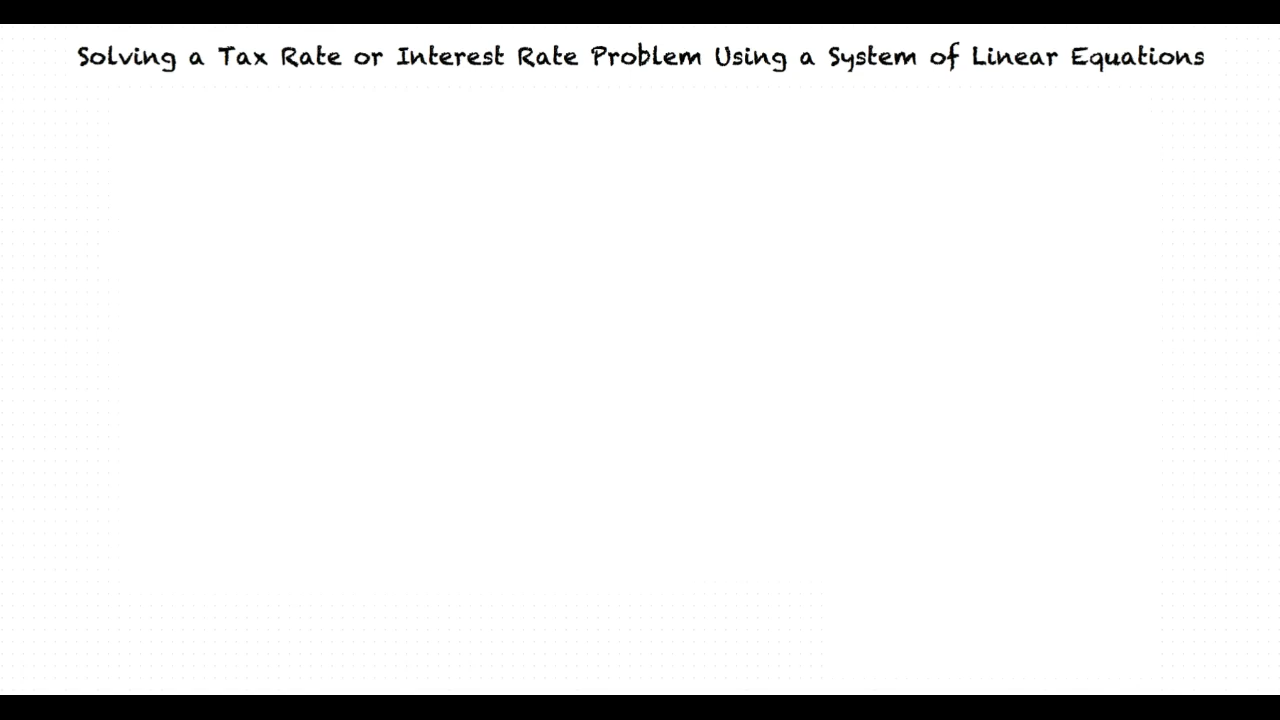 Solving a Tax Rate or Interest Rate Problem Using a System of Linear Equations